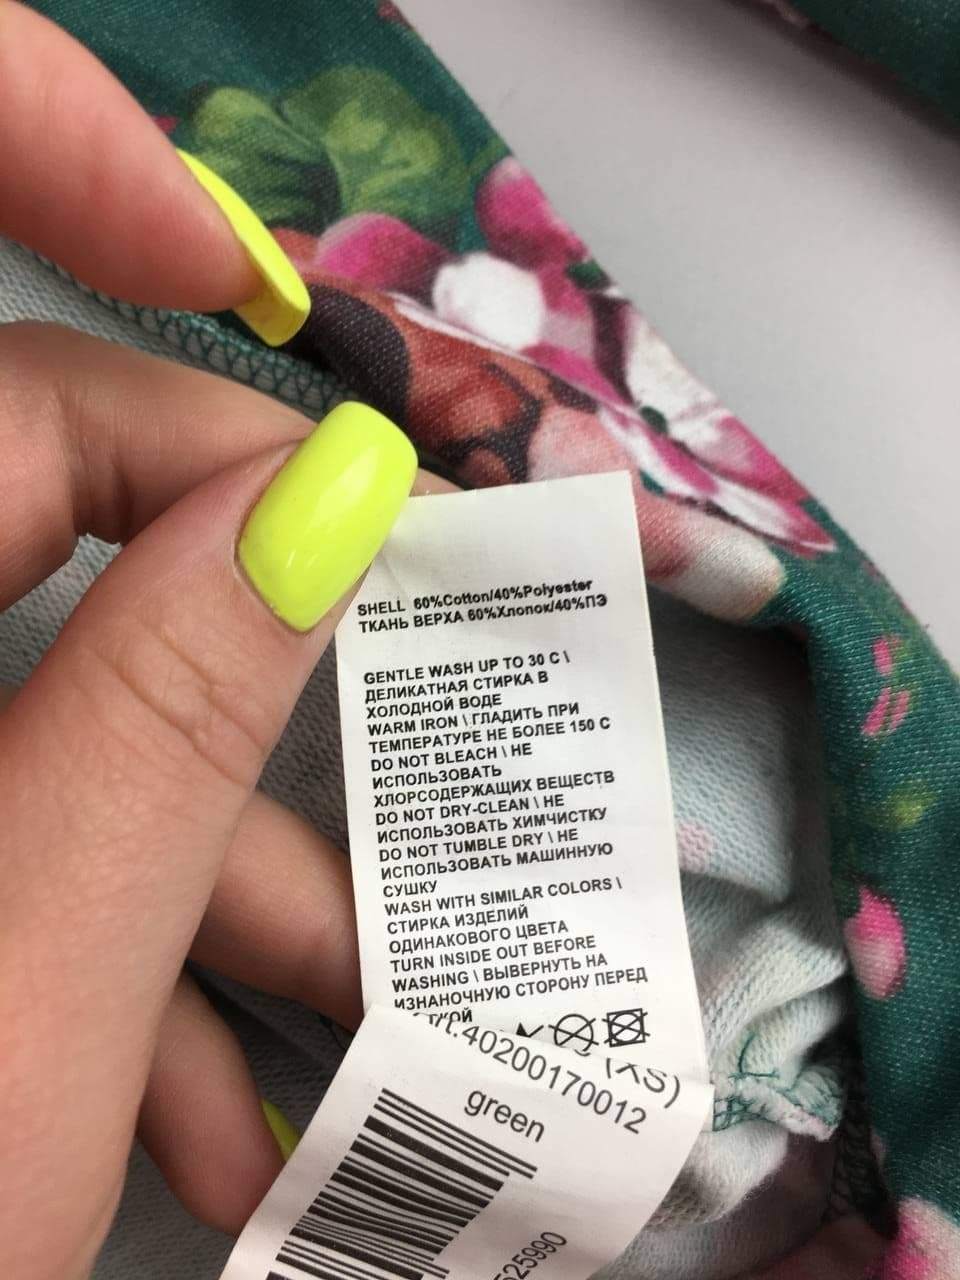 SHELL 60%Cotton/40%Polyester
ТКАНЬ ВЕРХА 60%Хлопок/40%ПЭ
GENTLE WASH UP TO 30 C \
ДЕЛИКАТНАЯ СТИРКА В
ХОЛОДНОЙ ВОДЕ
WARM IRON \ ГЛАДИТЬ ПРИ
ТЕМПЕРАТУРЕ НЕ БОЛЕЕ 150 С
DO NOT BLEACH \ НЕ
ИСПОЛЬЗОВАТЬ
ХЛОРСОДЕРЖАЩИХ ВЕЩЕСТВ
DO NOT DRY-CLEAN \ НЕ
ИСПОЛЬЗОВАТЬ ХИМЧИСТКУ
DO NOT TUMBLE DRY \ НЕ
ИСПОЛЬЗОВАТЬ МАШИННУЮ
СУШКУ
WASH WITH SIMILAR COLORS \
СТИРКА ИЗДЕЛИЙ
ОДИНАКОВОГО ЦВЕТА
TURN INSIDE OUT BEFORE
WASHING \ ВЫВЕРНУТЬ НА
ИЗНАНОЧНУЮ СТОРОНУ ПЕРЕД
(XS)
40200170012
green
525990